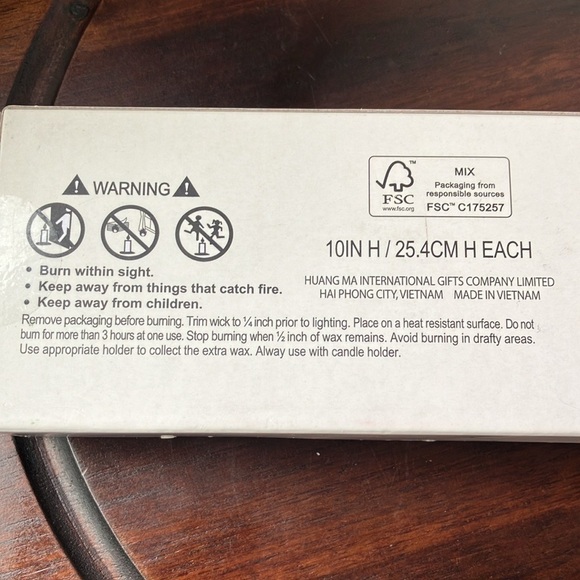 WARNING
• Burn within sight.
• Keep away from things that catch fire.
• Keep away from children.
FSC™
www.fsc.org
MIX
Packaging from
responsible sources
FSC™ C175257
10IN H / 25.4CM H EACH
HUANG MA INTERNATIONAL GIFTS COMPANY LIMITED
HAI PHONG CITY, VIETNAM MADE IN VIETNAM
Remove packaging before burning. Trim wick to ¼ inch prior to lighting. Place on a heat resistant surface. Do not
burn for more than 3 hours at one use. Stop burning when ½ inch of wax remains. Avoid burning in drafty areas.
Use appropriate holder to collect the extra wax. Alway use with candle holder.